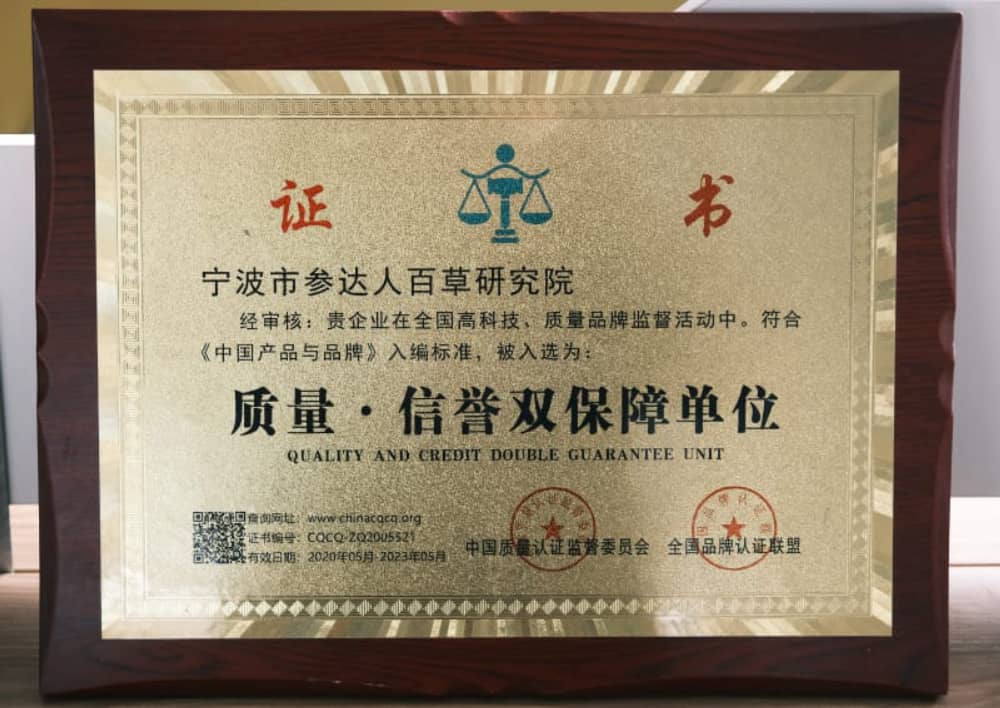 证 书
宁波市参达人百草研究院
经审核：贵企业在全国高科技、质量品牌监督活动中。符合
《中国产品与品牌》入编标准，被入选为：
质量·信誉双保障单位
QUALITY AND CREDIT DOUBLE GUARANTEE UNIT
查询网址：www.chinacqcq.org
证书编号：CQCQ-ZQ2005521
有效日期：2020年05月-2023年05月
中国质量认证监督委员会 全国品牌认证联盟